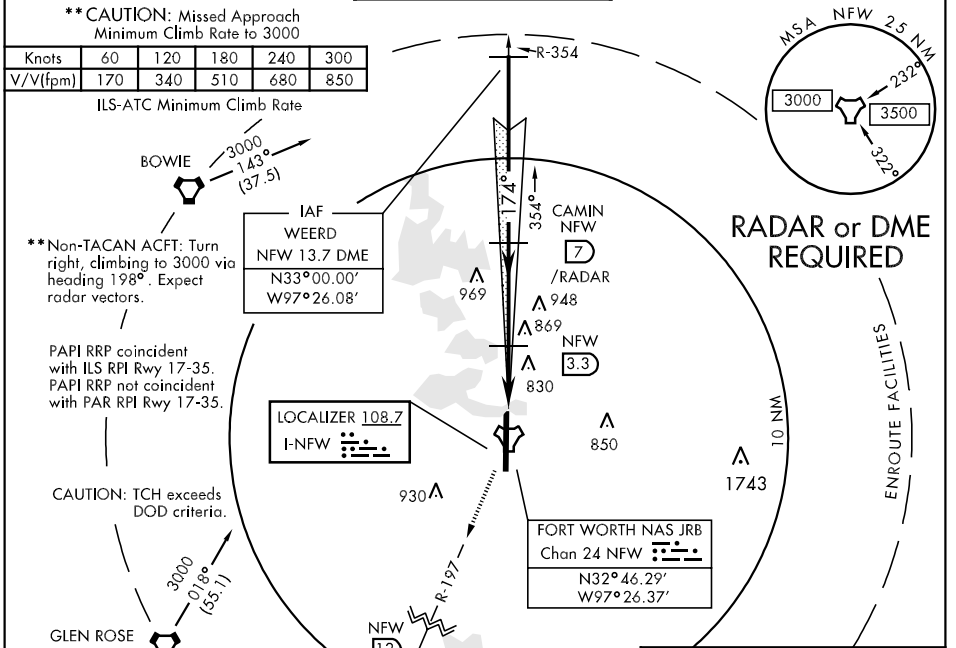 ** CAUTION: Missed Approach
Minimum Climb Rate to 3000
Knots 60 120 180 240 300
V/V(fpm) 170 340 510 680 850
ILS-ATC Minimum Climb Rate
R-354
MSA NFW 25 NM
3000
232°
3500
322°
BOWIE
3000
143°
(37.5)
RADAR or DME
REQUIRED
IAF
WEERD
NFW 13.7 DME
N33°00.00'
W97°26.08'
174°
354°
CAMIN
NFW
7
/RADAR
**Non-TACAN ACFT: Turn
right, climbing to 3000 via
heading 198°. Expect
radar vectors.
969
948
869
NFW
3.3
830
PAPI RRP coincident
with ILS RPI Rwy 17-35.
PAPI RRP not coincident
with PAR RPI Rwy 17-35.
LOCALIZER 108.7
I-NFW
850
10 NM
ENROUTE FACILITIES
1743
930
CAUTION: TCH exceeds
DOD criteria.
FORT WORTH NAS JRB
Chan 24 NFW
N32°46.29'
W97°26.37'
3000
018°
(55.1)
R-197
GLEN ROSE
NFW
12